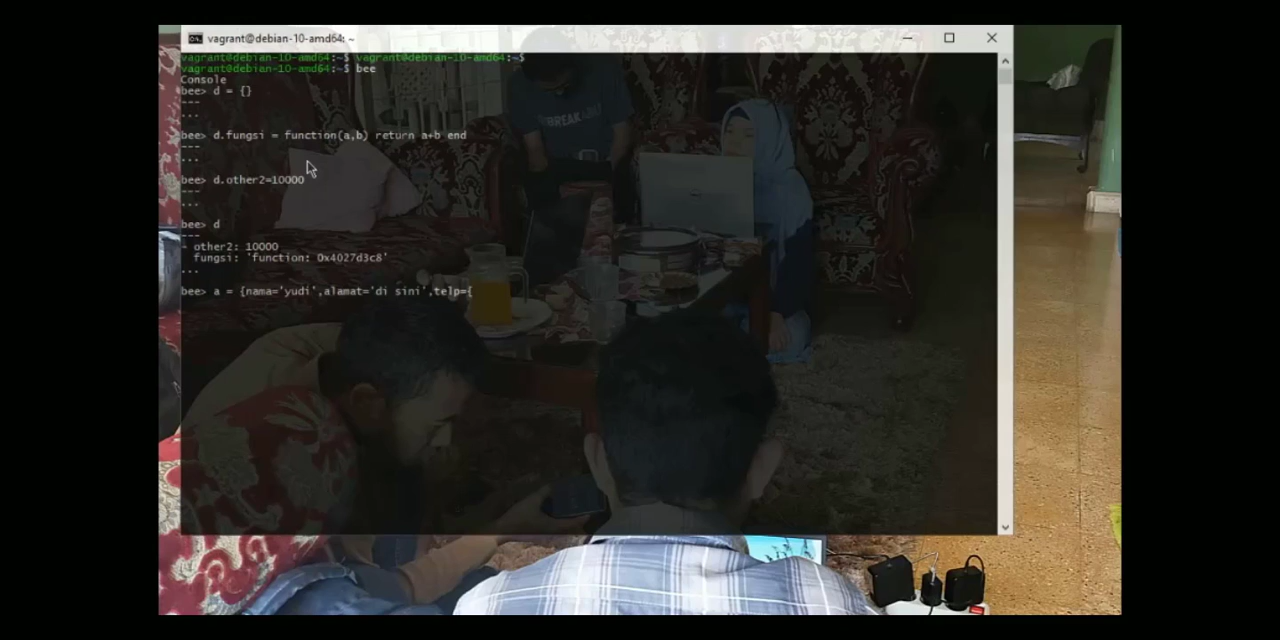 vagrant@debian-10-amd64: ~
vagrant@debian-10-amd64:~$ vagrant@debian-10-amd64:~$
vagrant@debian-10-amd64:~$ bee
Console
bee> d = {}
---
...
bee> d.fungsi = function(a,b) return a+b end
---
...
bee> d.other2=10000
---
...
bee> d
---
- other2: 10000
  fungsi: 'function: 0x4027d3c8'
...
bee> a = {nama='yudi',alamat='di sini',telp={
BREAK